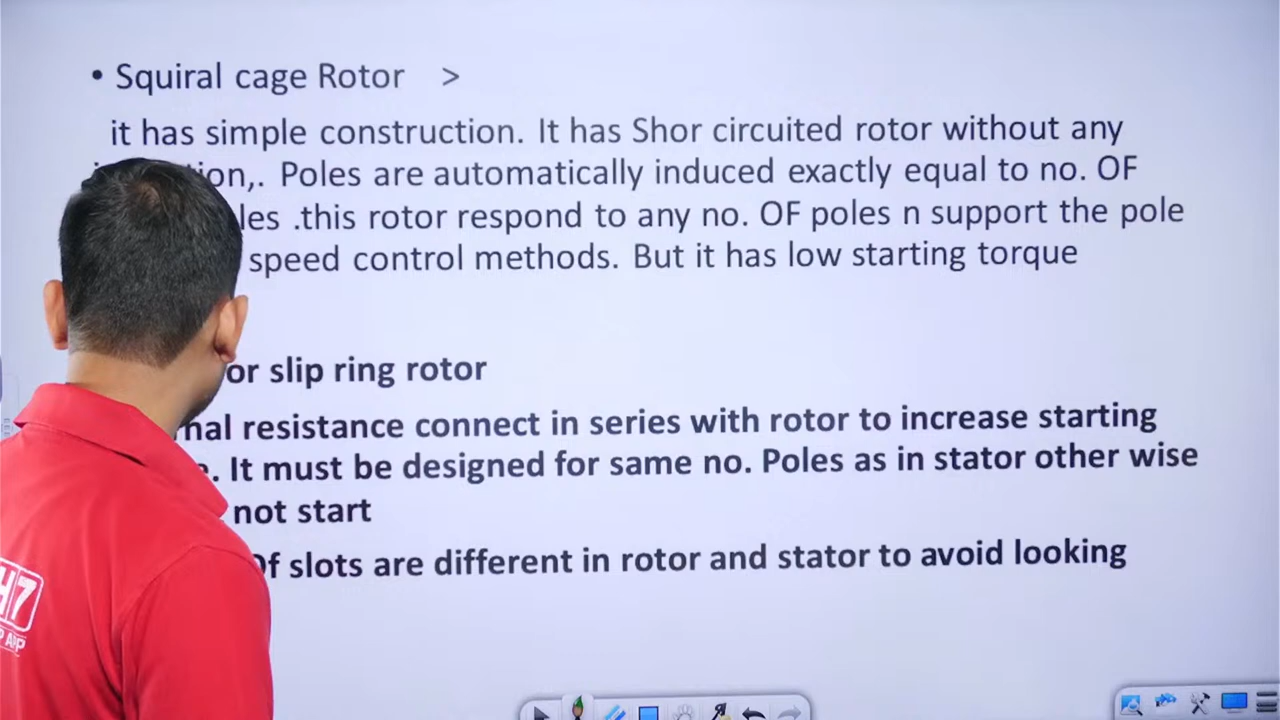 • Squiral cage Rotor >
it has simple construction. It has Shor circuited rotor without any
Poles are automatically induced exactly equal to no. OF
.this rotor respond to any no. OF poles n support the pole
speed control methods. But it has low starting torque
or slip ring rotor
resistance connect in series with rotor to increase starting
It must be designed for same no. Poles as in stator other wise
not start
Of slots are different in rotor and stator to avoid looking
H7
APP